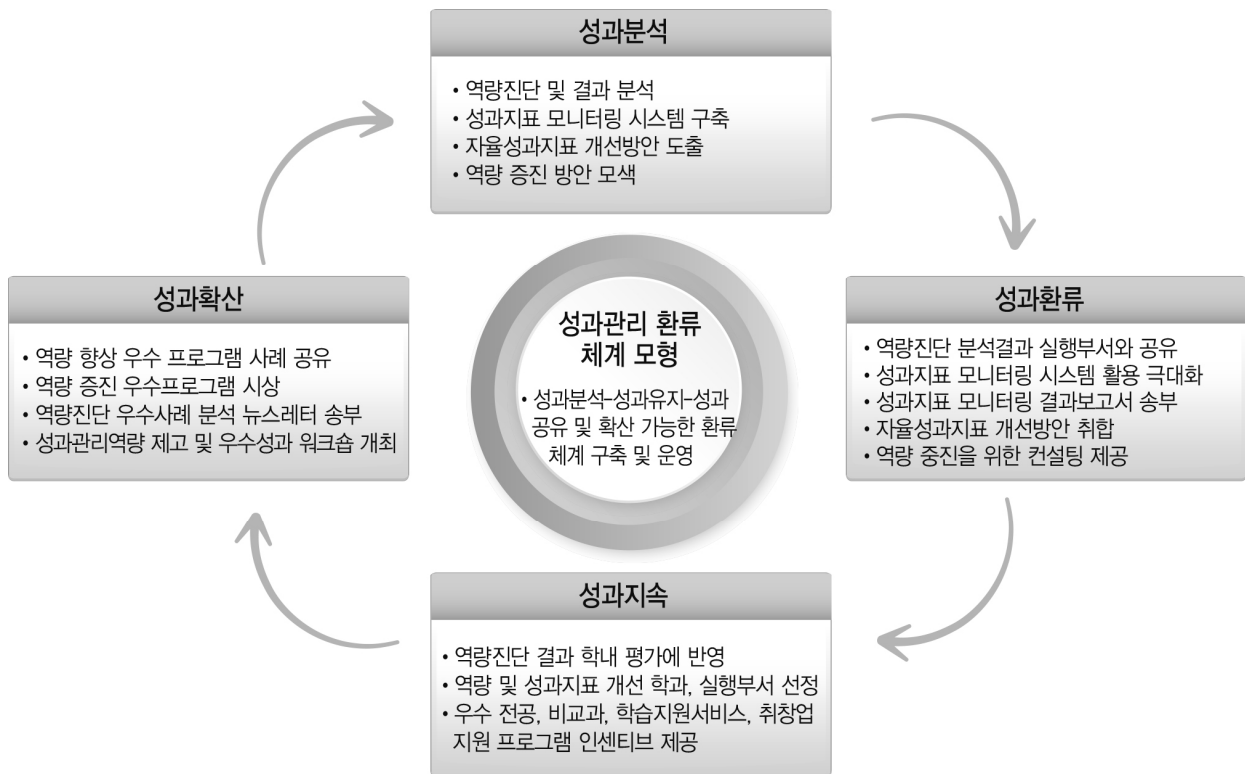 성과분석
• 역량진단 및 결과 분석
• 성과지표 모니터링 시스템 구축
• 자율성과지표 개선방안 도출
• 역량 증진 방안 모색
성과확산
• 역량 향상 우수 프로그램 사례 공유
• 역량 증진 우수프로그램 시상
• 역량진단 우수사례 분석 뉴스레터 송부
• 성과관리역량 제고 및 우수성과 워크숍 개최
성과관리 환류
체계 모형
• 성과분석-성과유지-성과
공유 및 확산 가능한 환류
체계 구축 및 운영
성과환류
• 역량진단 분석결과 실행부서와 공유
• 성과지표 모니터링 시스템 활용 극대화
• 성과지표 모니터링 결과보고서 송부
• 자율성과지표 개선방안 취합
• 역량 증진을 위한 컨설팅 제공
성과지속
• 역량진단 결과 학내 평가에 반영
• 역량 및 성과지표 개선 학과, 실행부서 선정
• 우수 전공, 비교과, 학습지원서비스, 취창업
지원 프로그램 인센티브 제공